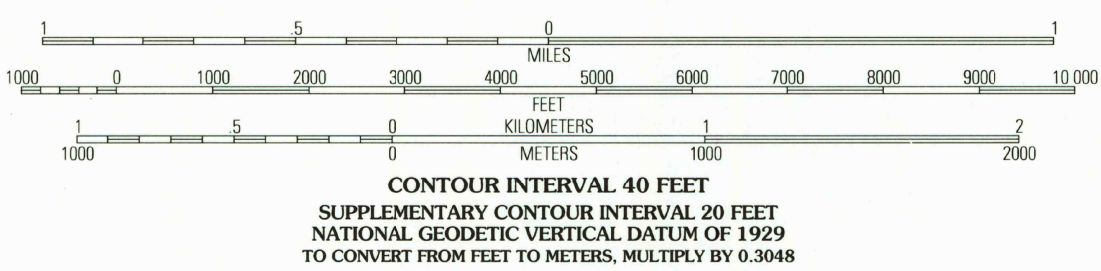 1 .5 0 1
MILES
1000 0 1000 2000 3000 4000 5000 6000 7000 8000 9000 10 000
FEET
1 .5 0 KILOMETERS 1 2
1000 0 METERS 1000 2000
CONTOUR INTERVAL 40 FEET
SUPPLEMENTARY CONTOUR INTERVAL 20 FEET
NATIONAL GEODETIC VERTICAL DATUM OF 1929
TO CONVERT FROM FEET TO METERS, MULTIPLY BY 0.3048